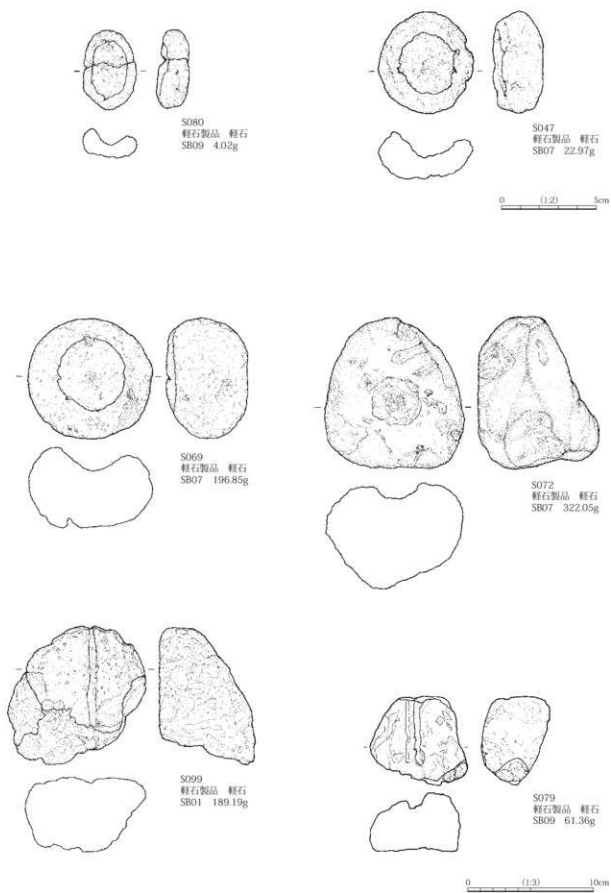 S080
軽石製品 軽石
SB09 4.02g
S047
軽石製品 軽石
SB07 22.97g
0 (1:2) 5cm
S069
軽石製品 軽石
SB07 196.85g
S072
軽石製品 軽石
SB07 322.05g
S099
軽石製品 軽石
SB01 189.19g
S079
軽石製品 軽石
SB09 61.36g
0 (1:3) 10cm